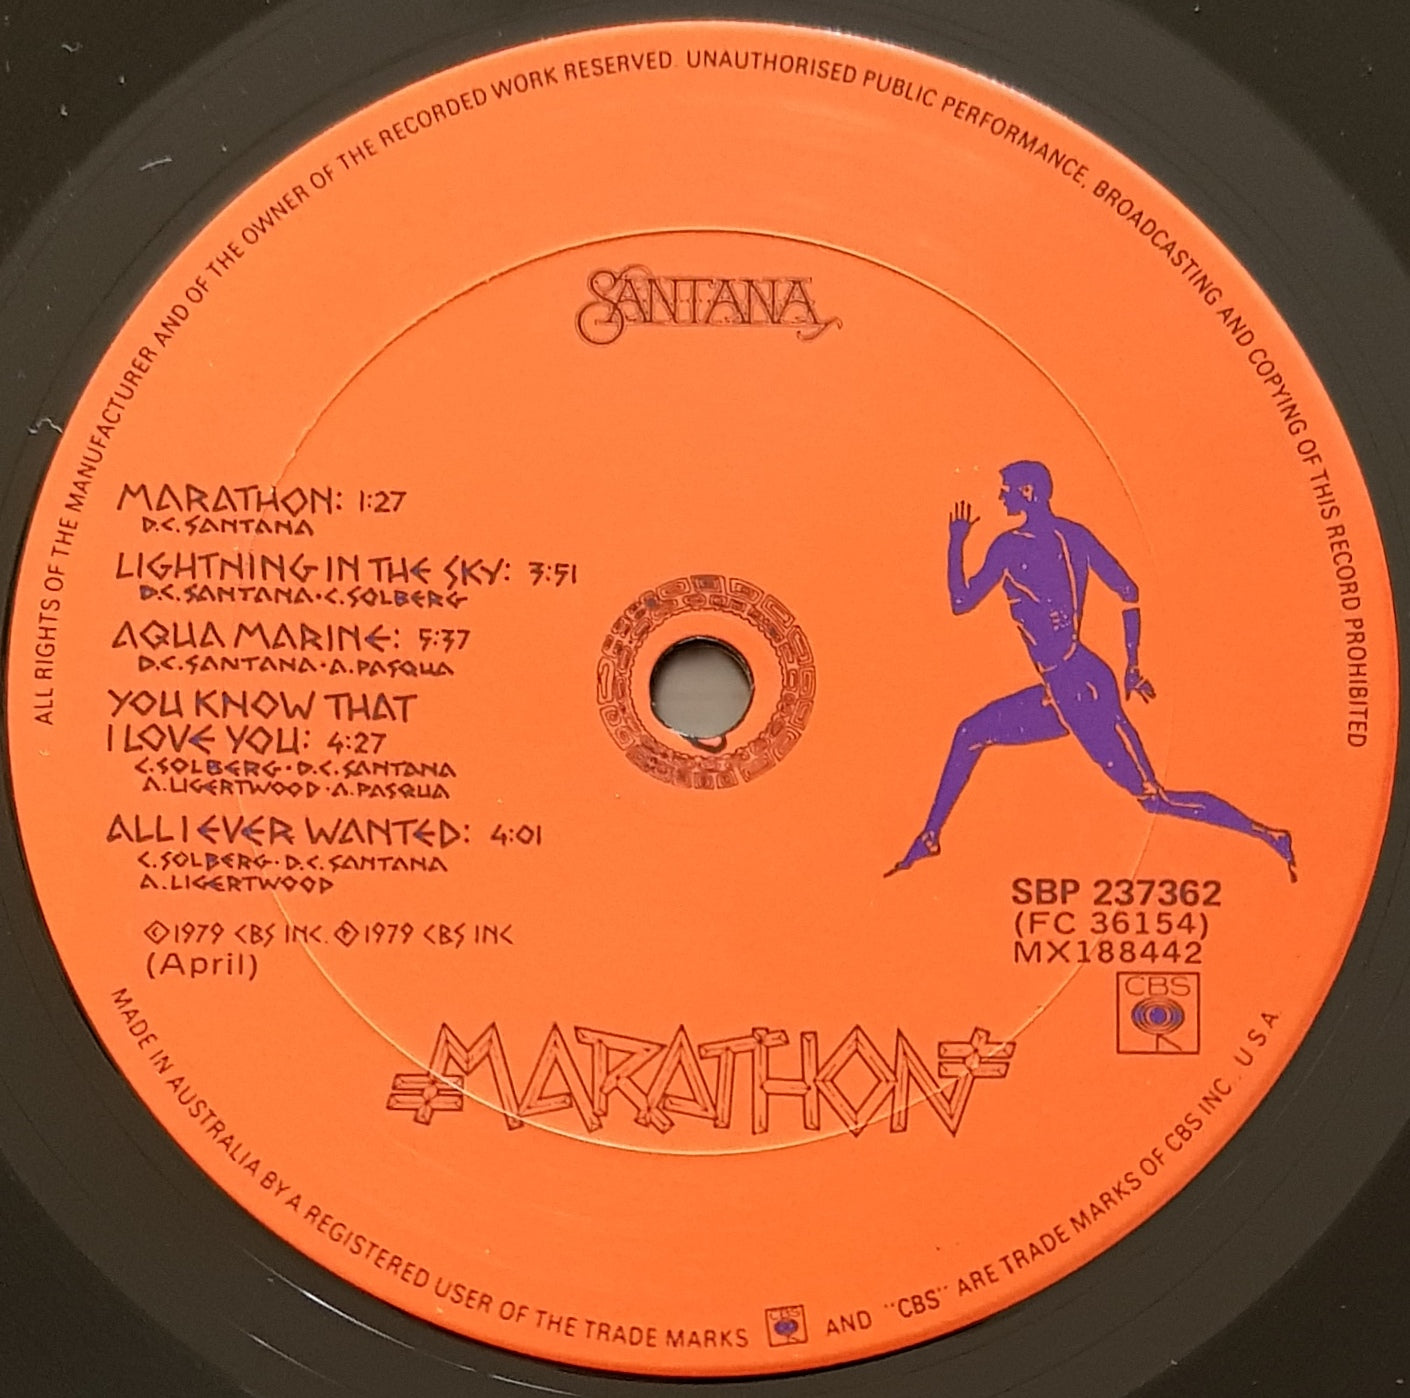 ALL RIGHTS OF THE MANUFACTURER AND OF THE OWNER OF THE RECORDED WORK RESERVED. UNAUTHORISED PUBLIC PERFORMANCE, BROADCASTING AND COPYING OF THIS RECORD PROHIBITED
SANTANA
MARATHON: 1:27
D.C. SANTANA
LIGHTNING IN THE SKY: 3:51
D.C. SANTANA · C. SOLBERG
AQUA MARINE: 5:37
D.C. SANTANA · A. PASQUA
YOU KNOW THAT
I LOVE YOU: 4:27
C. SOLBERG · D.C. SANTANA
A. LIGERTWOOD · A. PASQUA
ALL I EVER WANTED: 4:01
C. SOLBERG · D.C. SANTANA
A. LIGERTWOOD
© 1979 CBS INC. ℗ 1979 CBS INC
(April)
SBP 237362
(FC 36154)
MX188442
CBS
MARATHON
MADE IN AUSTRALIA BY A REGISTERED USER OF THE TRADE MARKS CBS AND "CBS" ARE TRADE MARKS OF CBS INC., U.S.A.